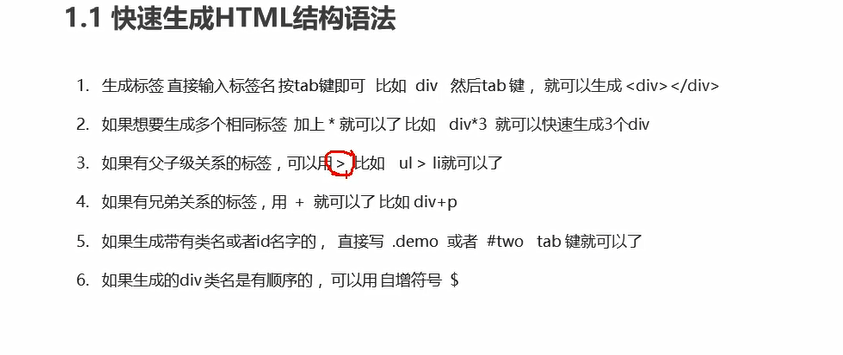 1.1 快速生成HTML结构语法
1. 生成标签 直接输入标签名 按tab键即可 比如 div 然后tab 键， 就可以生成 <div></div>
2. 如果想要生成多个相同标签 加上 * 就可以了 比如 div*3 就可以快速生成3个div
3. 如果有父子级关系的标签，可以用 > 比如 ul > li就可以了
4. 如果有兄弟关系的标签，用 + 就可以了 比如 div+p
5. 如果生成带有类名或者id名字的， 直接写 .demo 或者 #two tab 键就可以了
6. 如果生成的div 类名是有顺序的， 可以用 自增符号 $